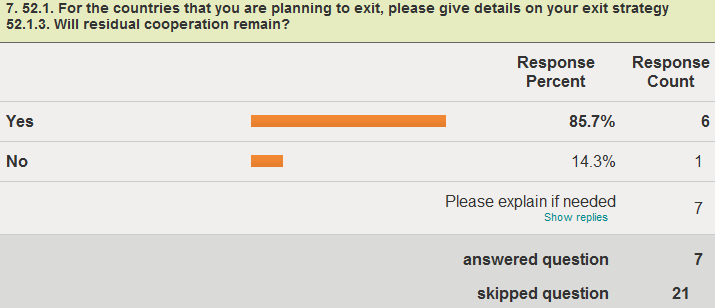 7. 52.1. For the countries that you are planning to exit, please give details on your exit strategy
52.1.3. Will residual cooperation remain?
Response Percent Response Count
Yes 85.7% 6
No 14.3% 1
Please explain if needed 7
Show replies
answered question 7
skipped question 21